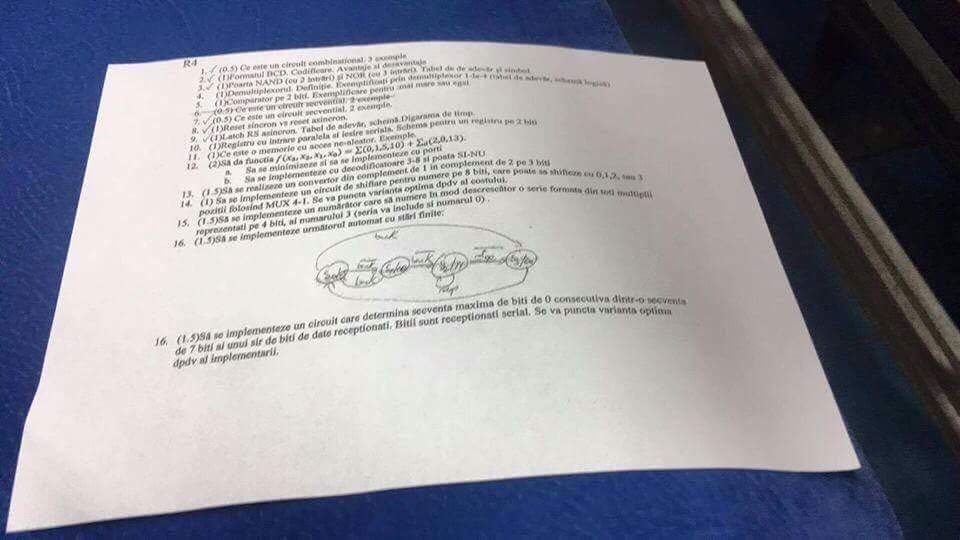 R4
1. ✓ (0.5) Ce este un circuit combinational. 3 exemple
2. ✓ (1)Formatul BCD. Codificare. Avantaje si dezavantaje
3. ✓ (1)Poarta NAND (cu 2 intrări) și NOR (cu 3 intrări). Tabel de de adevăr și simbol.
4. (1)Demultiplexorul. Definiție. Exemplificați prin demultiplexor 1-la-4 (tabel de adevăr, schemă logică)
5. (1)Comparator pe 2 biti. Exemplificare pentru mai mare sau egal
6. (0.5) Ce este un circuit secvential. 2 exemple
7. ✓ (0.5) Ce este un circuit secvential. 2 exemple.
8. ✓ (1)Reset sincron vs reset asincron.
9. ✓ (1)Latch RS asincron. Tabel de adevăr, schemă.Digarama de timp.
10. (1)Registru cu intrare paralela si iesire seriala. Schema pentru un registru pe 2 biti
11. (1)Ce este o memorie cu acces ne-aleator. Exemple.
12. (2)Să da functia f(x₃, x₂, x₁, x₀) = Σ(0,1,5,10) + Σd(2,8,13).
a. Sa se minimizeze si sa se implementeze cu porti
b. Sa se implementeze cu decodificatoare 3-8 si poata SI-NU
13. (1.5)Să se realizeze un convertor din complement de 1 in complement de 2 pe 3 biti
14. (1) Sa se implementeze un circuit de shiftare pentru numere pe 8 biti, care poate sa shifteze cu 0,1,2, sau 3
pozitii folosind MUX 4-1. Se va puncta varianta optima dpdv al costului.
15. (1.5)Să se implementeze un numărător care să numere în mod descrescător o serie formata din toti multiplii
reprezentati pe 4 biti, ai numarului 3 (seria va include si numarul 0) .
16. (1.5)Să se implementeze următorul automat cu stări finite:
16. (1.5)Să se implementeze un circuit care determina secventa maxima de biti de 0 consecutiva dintr-o secventa
de 7 biti ai unui sir de biti de date receptionati. Bitii sunt receptionati serial. Se va puncta varianta optima
dpdv al implementarii.